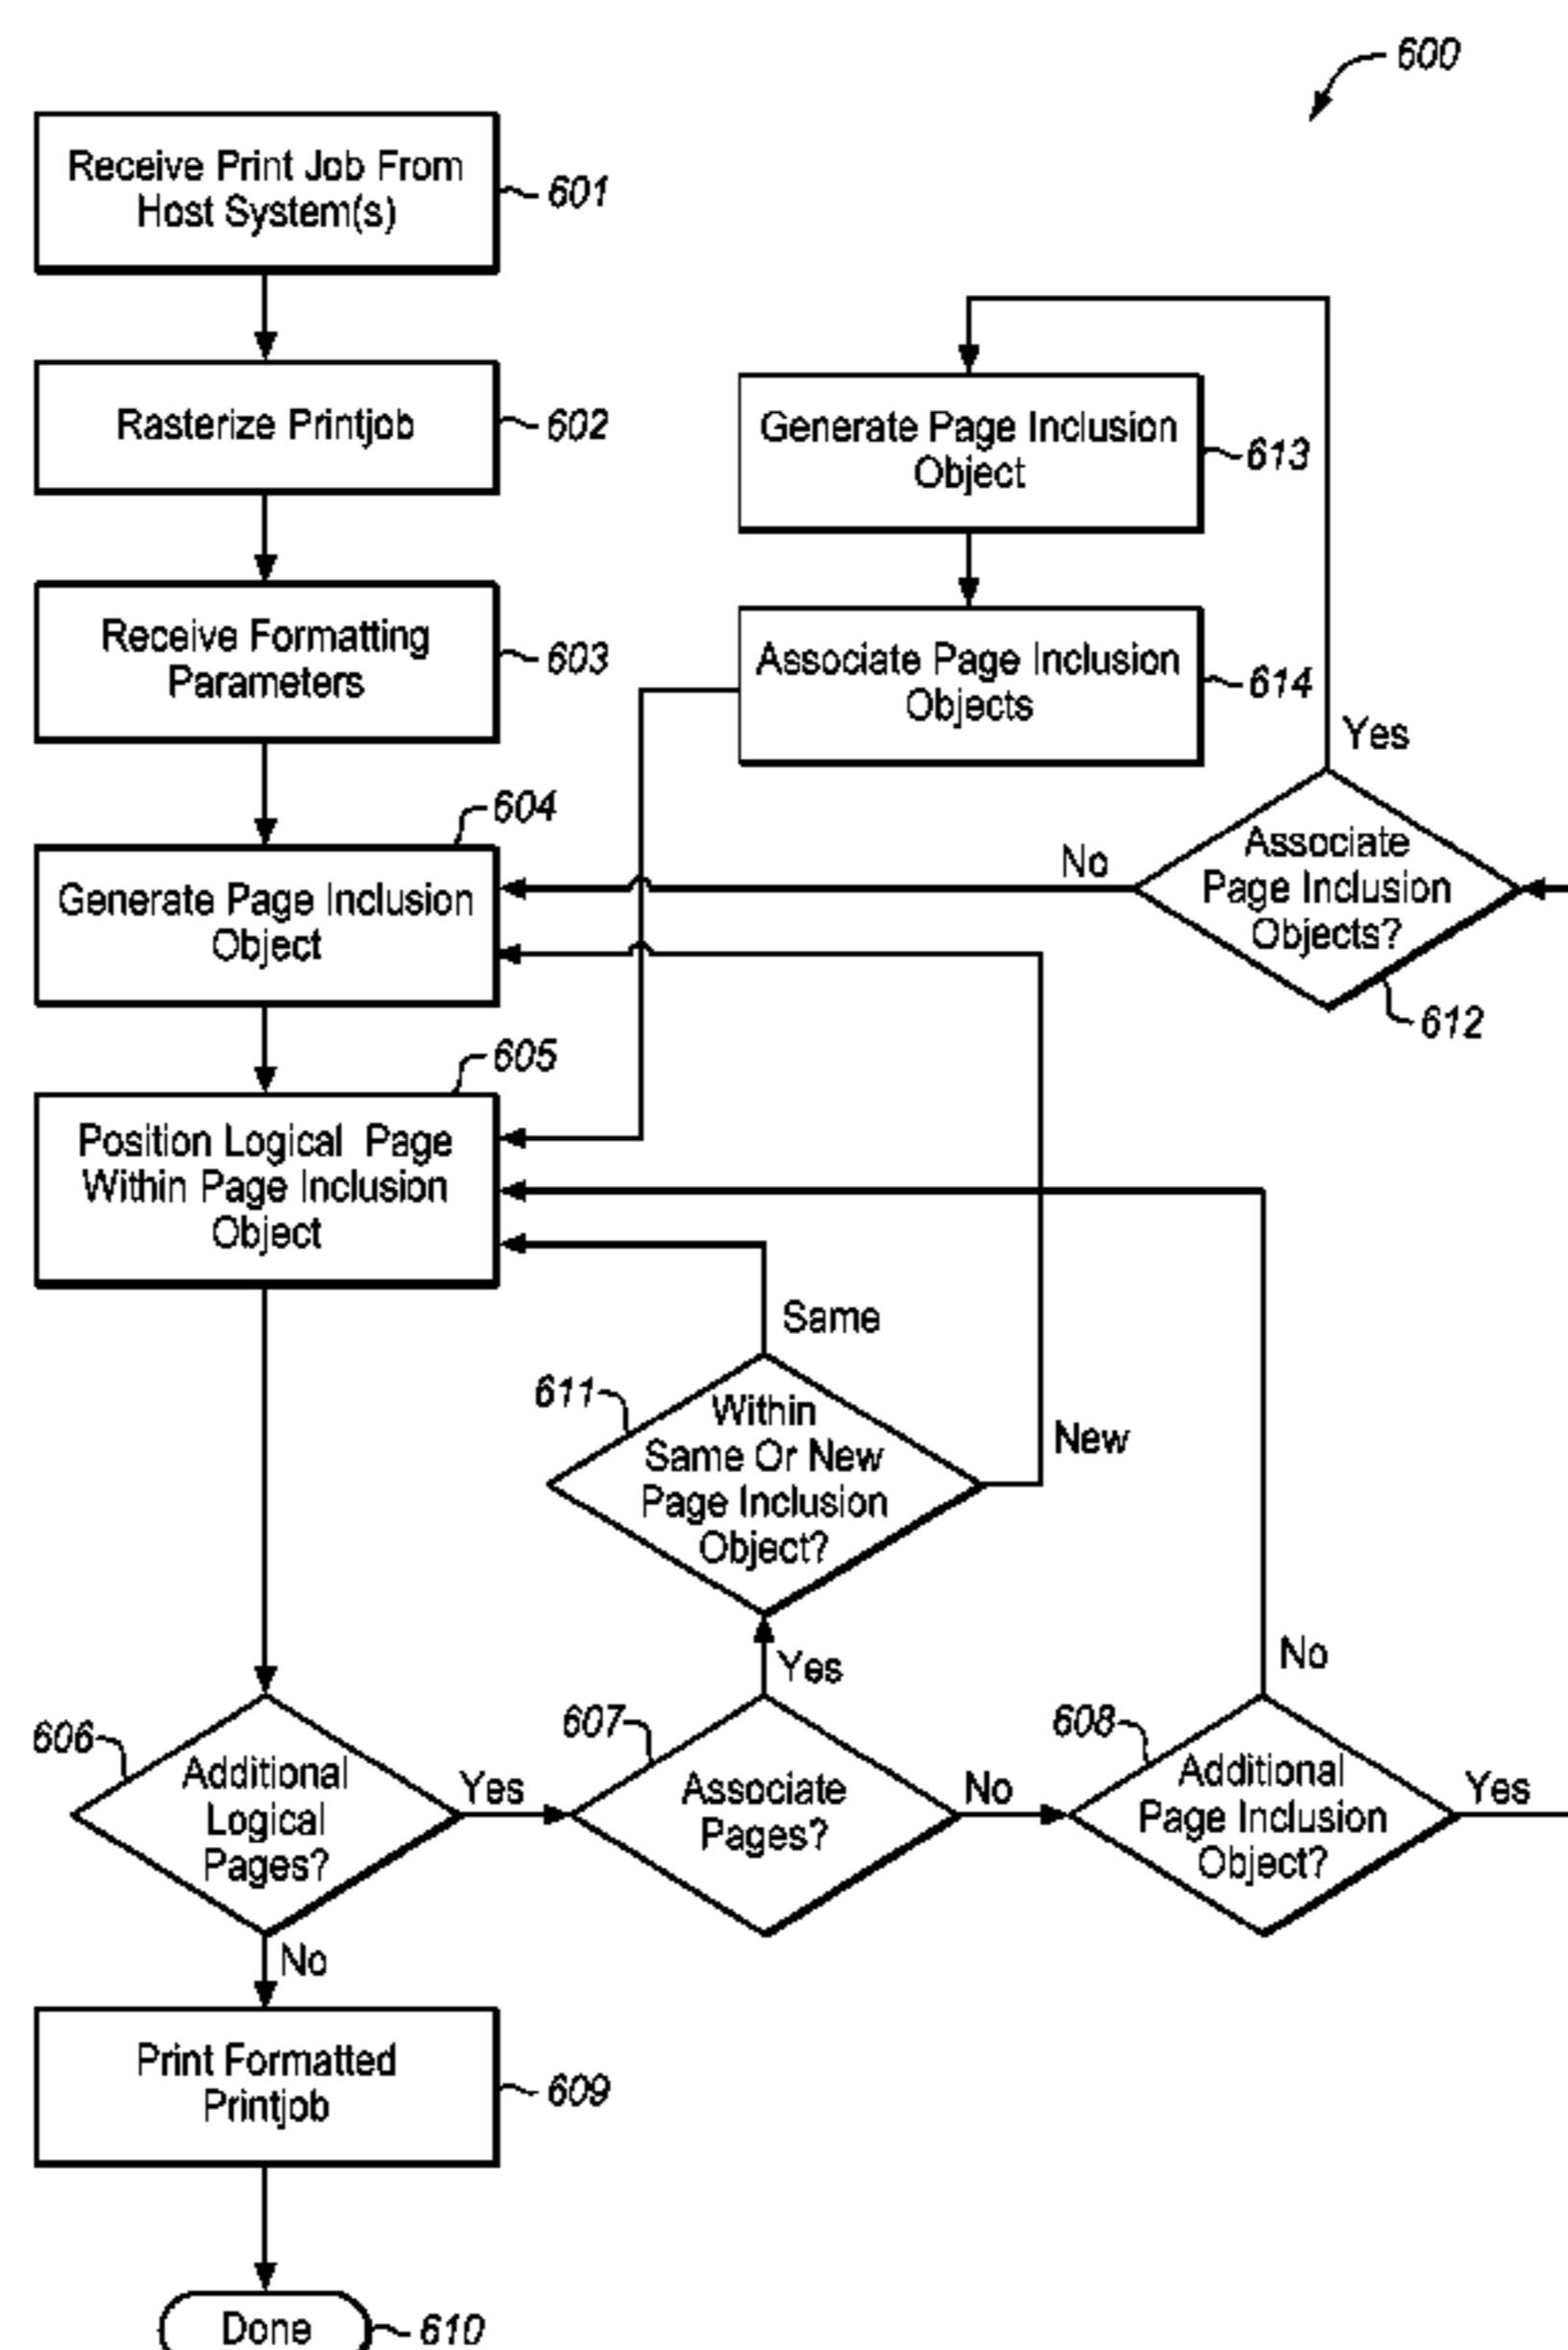 600
Receive Print Job From
Host System(s)
601
Rasterize Printjob
602
Generate Page Inclusion
Object
613
Receive Formatting
Parameters
603
Associate Page Inclusion
Objects
614
Yes
604
Generate Page Inclusion
Object
No
Associate
Page Inclusion
Objects?
612
605
Position Logical Page
Within Page Inclusion
Object
Same
611
Within
Same Or New
Page Inclusion
Object?
New
Yes
No
606
Additional
Logical
Pages?
Yes
607
Associate
Pages?
No
608
Additional
Page Inclusion
Object?
Yes
No
Print Formatted
Printjob
609
Done
610